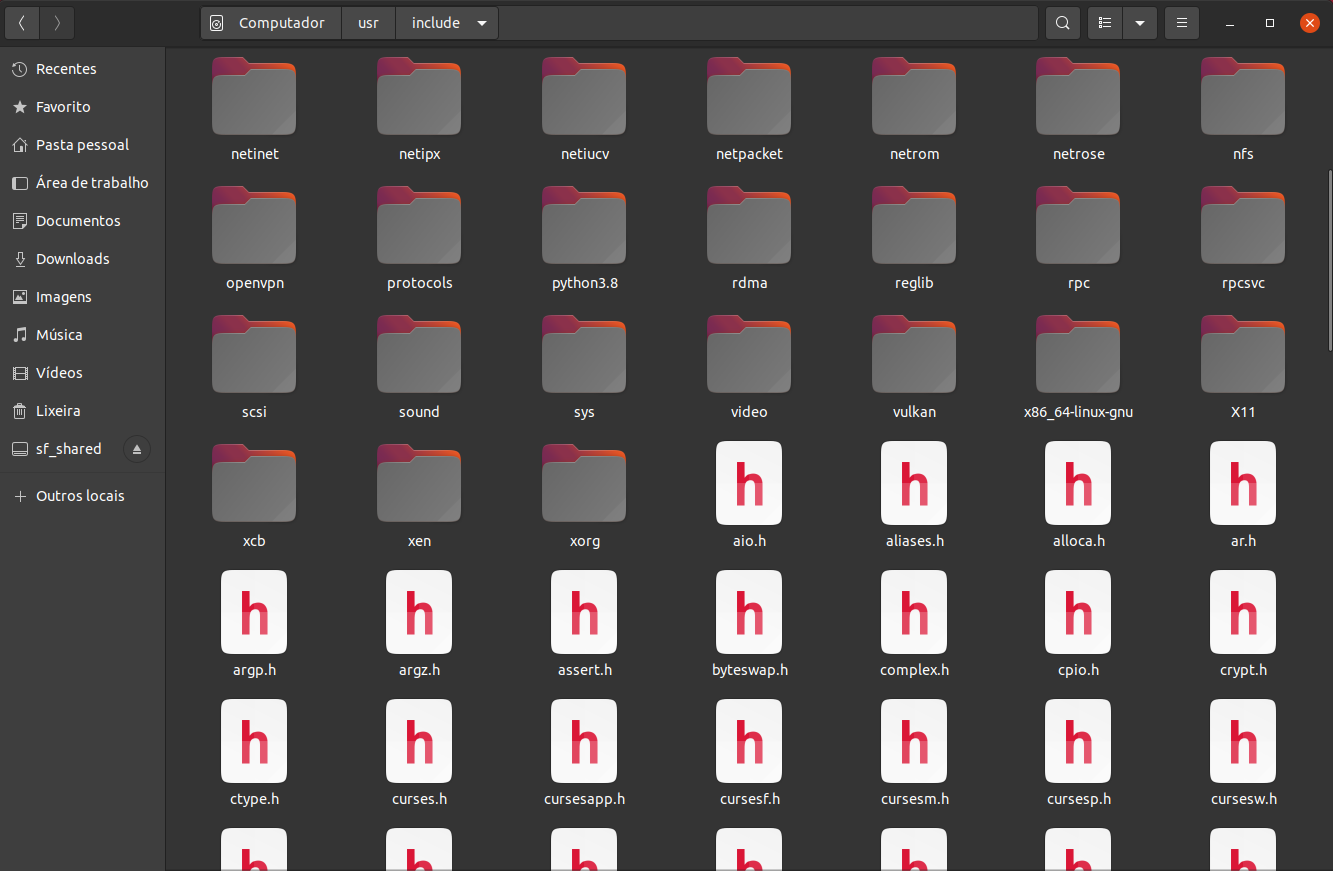 Computador usr include
Recentes
Favorito
Pasta pessoal
Área de trabalho
Documentos
Downloads
Imagens
Música
Vídeos
Lixeira
sf_shared
Outros locais
netinet netipx netiucv netpacket netrom netrose nfs
openvpn protocols python3.8 rdma reglib rpc rpcsvc
scsi sound sys video vulkan x86_64-linux-gnu X11
xcb xen xorg aio.h aliases.h alloca.h ar.h
argp.h argz.h assert.h byteswap.h complex.h cpio.h crypt.h
ctype.h curses.h cursesapp.h cursesf.h cursesm.h cursesp.h cursesw.h